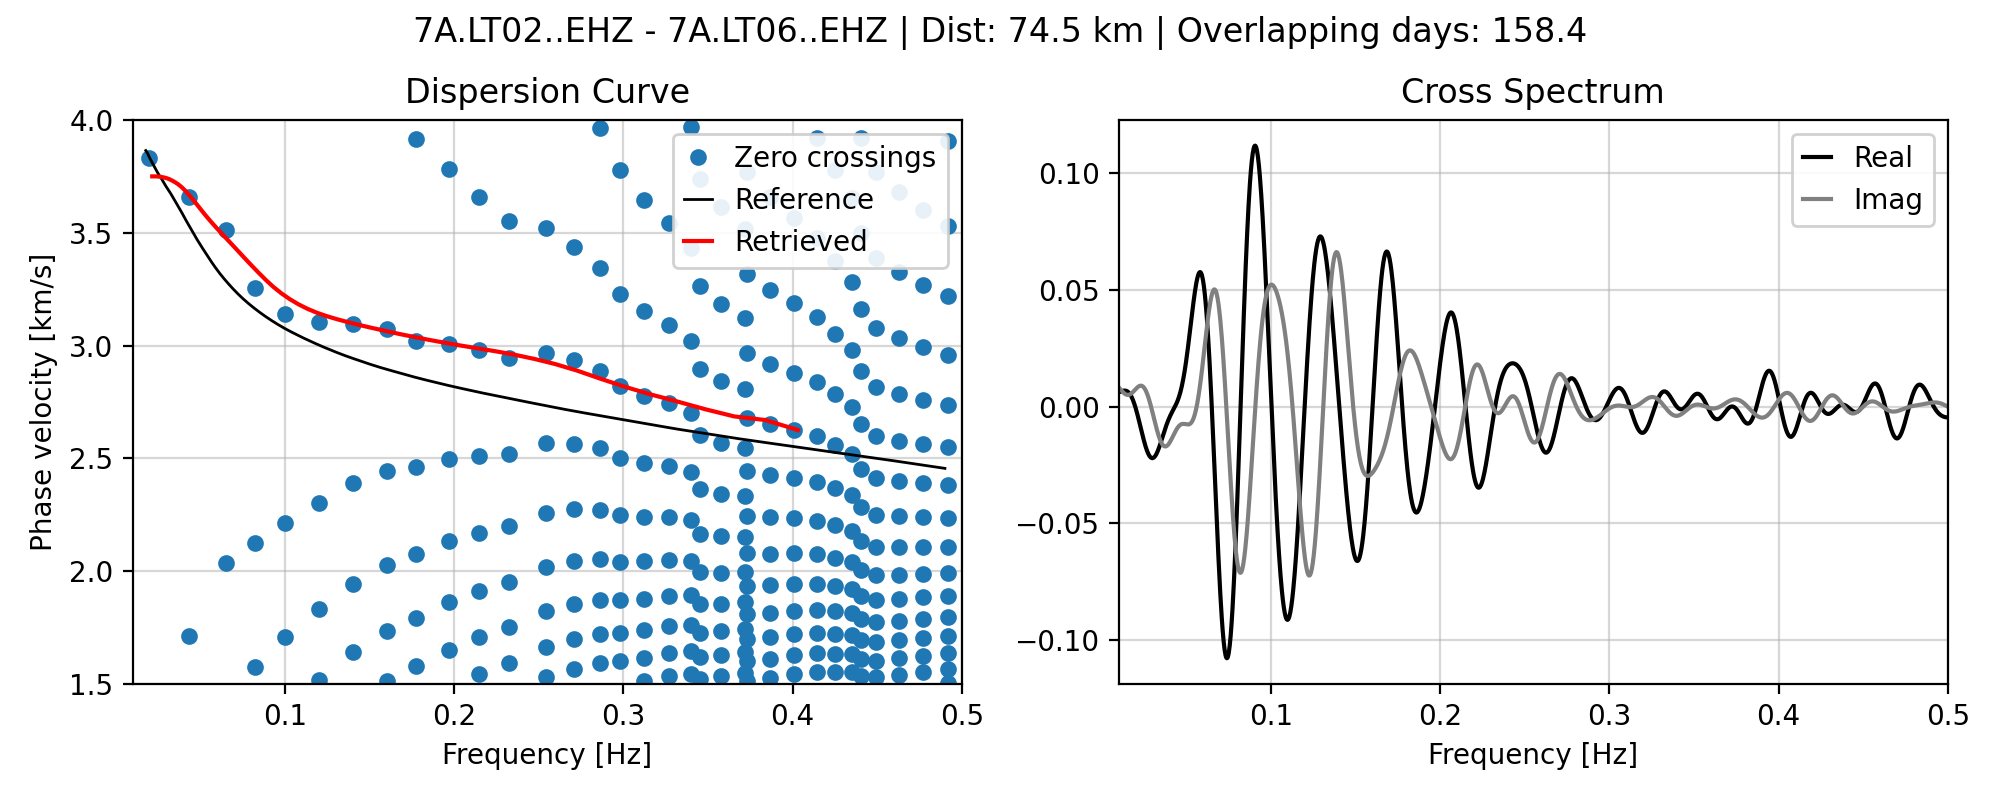 7A.LT02..EHZ - 7A.LT06..EHZ | Dist: 74.5 km | Overlapping days: 158.4
Dispersion Curve
Phase velocity [km/s]
4.0
3.5
3.0
2.5
2.0
1.5
Zero crossings
Reference
Retrieved
0.1 0.2 0.3 0.4 0.5
Frequency [Hz]
Cross Spectrum
0.10
0.05
0.00
−0.05
−0.10
Real
Imag
0.1 0.2 0.3 0.4 0.5
Frequency [Hz]